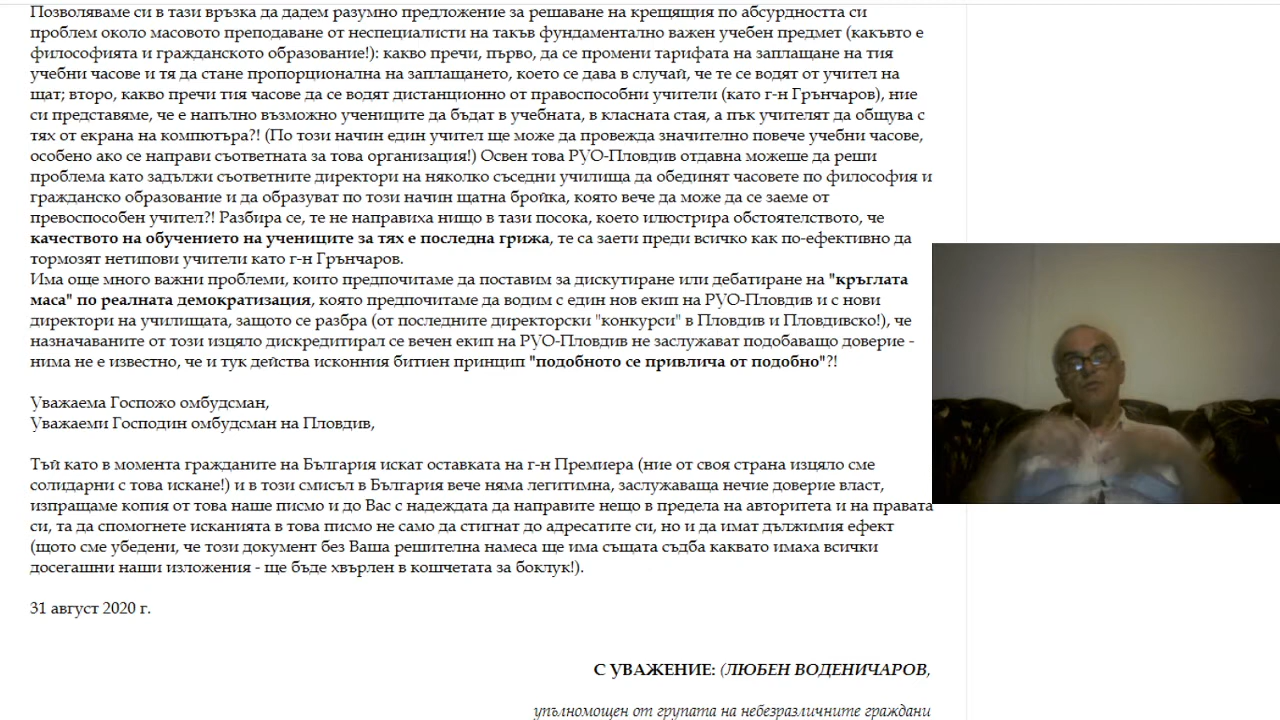 Позволяваме си в тази връзка да дадем разумно предложение за решаване на крещящия по абсурдността си
проблем около масовото преподаване от неспециалисти на такъв фундаментално важен учебен предмет (какъвто е
философията и гражданското образование!): какво пречи, първо, да се промени тарифата на заплащане на тия
учебни часове и тя да стане пропорционална на заплащането, което се дава в случай, че те се водят от учител на
щат; второ, какво пречи тия часове да се водят дистанционно от правоспособни учители (като г-н Грънчаров), ние
си представяме, че е напълно възможно учениците да бъдат в учебната, в класната стая, а пък учителят да общува с
тях от екрана на компютъра?! (По този начин един учител ще може да провежда значително повече учебни часове,
особено ако се направи съответната за това организация!) Освен това РУО-Пловдив отдавна можеше да реши
проблема като задължи съответните директори на няколко съседни училища да обединят часовете по философия и
гражданско образование и да образуват по този начин щатна бройка, която вече да може да се заеме от
превоспособен учител?! Разбира се, те не направиха нищо в тази посока, което илюстрира обстоятелството, че
качеството на обучението на учениците за тях е последна грижа, те са заети преди всичко как по-ефективно да
тормозят нетипови учители като г-н Грънчаров.
Има още много важни проблеми, които предпочитаме да поставим за дискутиране или дебатиране на "кръглата
маса" по реалната демократизация, която предпочитаме да водим с един нов екип на РУО-Пловдив и с нови
директори на училищата, защото се разбра (от последните директорски "конкурси" в Пловдив и Пловдивско!), че
назначаваните от този изцяло дискредитирал се вечен екип на РУО-Пловдив не заслужават подобаващо доверие -
нима не е известно, че и тук действа исконния битиен принцип "подобното се привлича от подобно"?!
Уважаема Госпожо омбудсман,
Уважаеми Господин омбудсман на Пловдив,
Тъй като в момента гражданите на България искат оставката на г-н Премиера (ние от своя страна изцяло сме
солидарни с това искане!) и в този смисъл в България вече няма легитимна, заслужаваща нечие доверие власт,
изпращаме копия от това наше писмо и до Вас с надеждата да направите нещо в предела на авторитета и на правата
си, та да спомогнете исканията в това писмо не само да стигнат до адресатите си, но и да имат дължимия ефект
(щото сме убедени, че този документ без Ваша решителна намеса ще има същата съдба каквато имаха всички
досегашни наши изложения - ще бъде хвърлен в кошчетата за боклук!).
31 август 2020 г.
С УВАЖЕНИЕ: (ЛЮБЕН ВОДЕНИЧАРОВ,
упълномощен от групата на небезразличните граждани